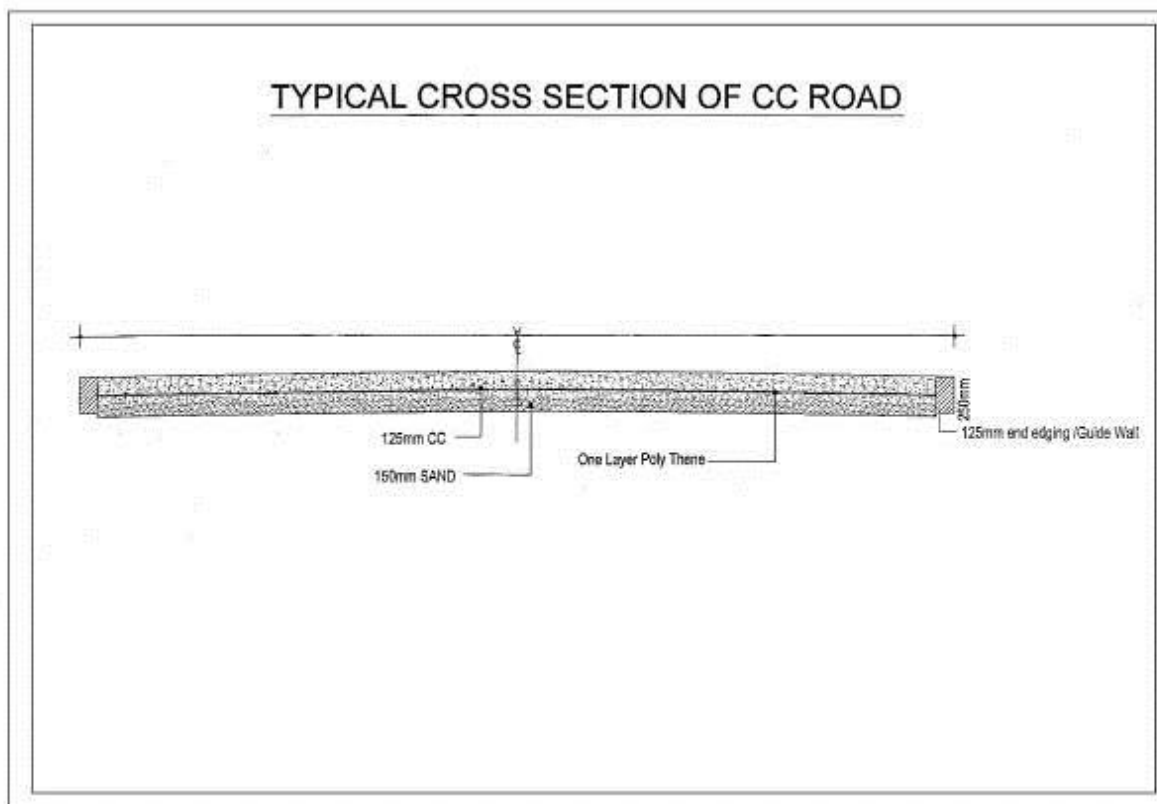 TYPICAL CROSS SECTION OF CC ROAD
125mm CC
150mm SAND
One Layer Poly Thene
250mm
125mm end edging /Guide Wall